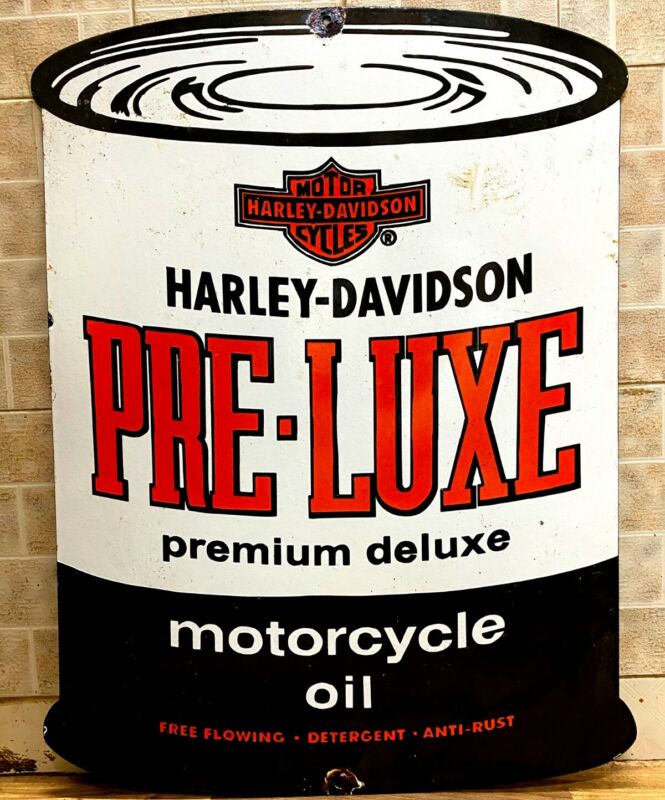 MOTOR
HARLEY-DAVIDSON
CYCLES ®
HARLEY-DAVIDSON
PRE·LUXE
premium deluxe
motorcycle
oil
FREE FLOWING · DETERGENT · ANTI-RUST